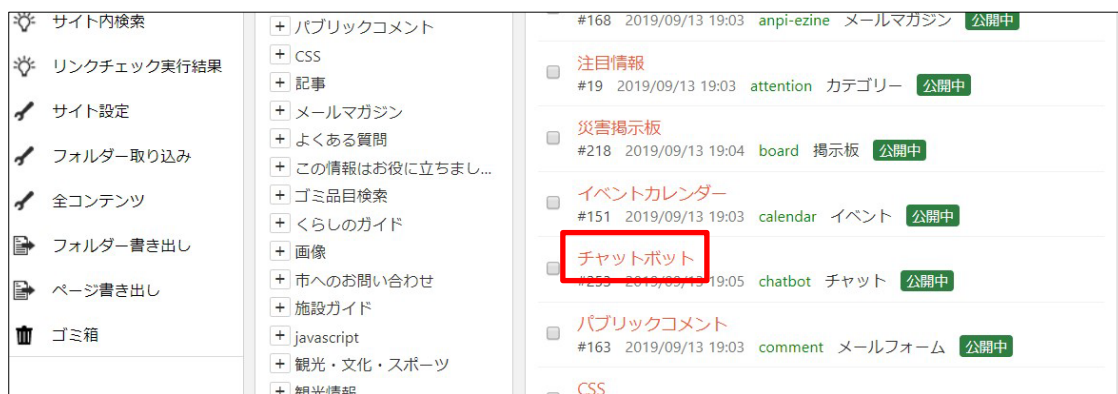 サイト内検索
リンクチェック実行結果
サイト設定
フォルダー取り込み
全コンテンツ
フォルダー書き出し
ページ書き出し
ゴミ箱
パブリックコメント
CSS
記事
メールマガジン
よくある質問
この情報はお役に立ちまし...
ゴミ品目検索
くらしのガイド
画像
市へのお問い合わせ
施設ガイド
javascript
観光・文化・スポーツ
観光情報
#168 2019/09/13 19:03 anpi-ezine メールマガジン 公開中
注目情報
#19 2019/09/13 19:03 attention カテゴリー 公開中
災害掲示板
#218 2019/09/13 19:04 board 掲示板 公開中
イベントカレンダー
#151 2019/09/13 19:03 calendar イベント 公開中
チャットボット
#253 2019/09/13 19:05 chatbot チャット 公開中
パブリックコメント
#163 2019/09/13 19:03 comment メールフォーム 公開中
CSS